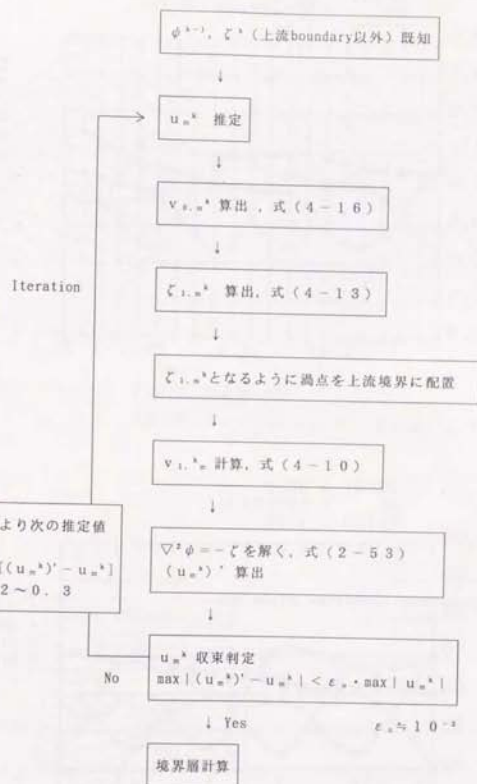 ψᵏ⁻¹, ζᵏ (上流boundary以外) 既知
↓
uₘᵏ 推定
↓
v₀,ₘᵏ 算出, 式(4-16)
↓
Iteration
ζ₁,ₘᵏ 算出, 式(4-13)
↓
ζ₁,ₘᵏとなるように渦点を上流境界に配置
↓
v₁,ᵏₘ 計算, 式(4-10)
↓
より次の推定値
[(uₘᵏ)'-uₘᵏ]
2~0.3
▽²ψ=-ζを解く, 式(2-53)
(uₘᵏ)' 算出
↓
uₘᵏ 収束判定
max|(uₘᵏ)'-uₘᵏ|<εᵤ・max|uₘᵏ|
No
↓ Yes
εᵤ≒10⁻²
境界層計算